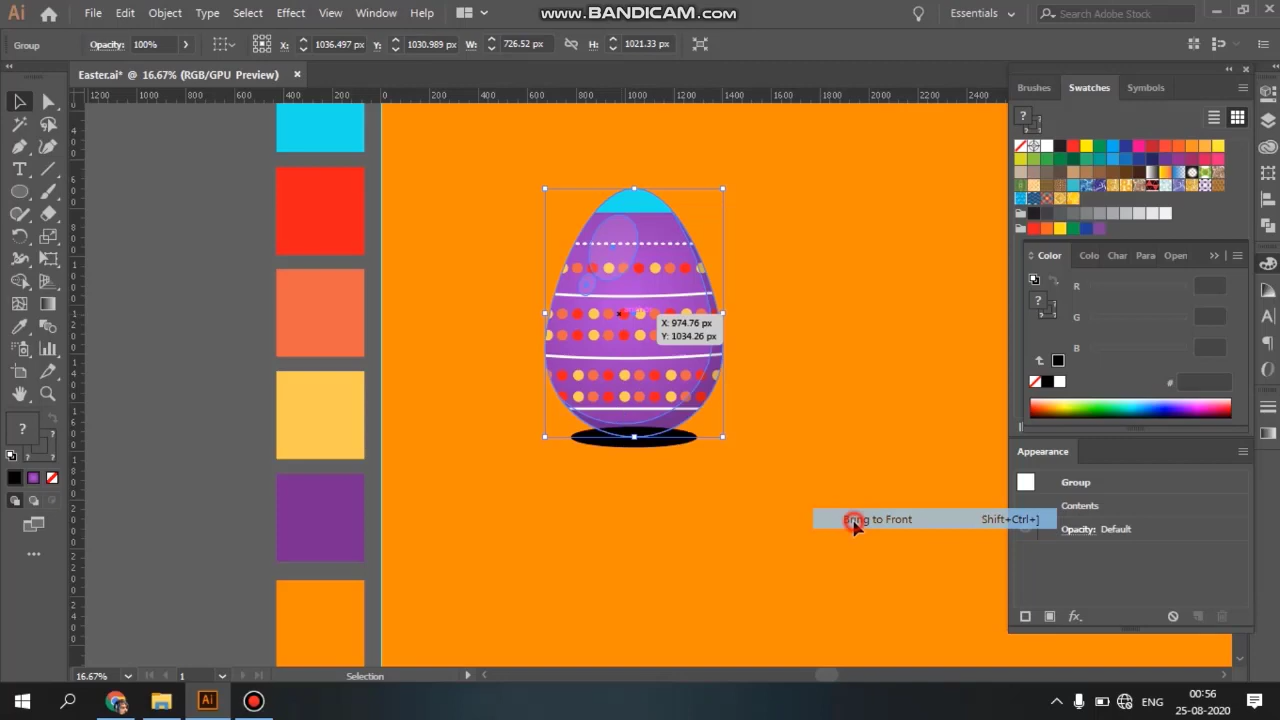 www.BANDICAM.com
Ai File Edit Object Type Select Effect View Window Help
Essentials
Search Adobe Stock
Group Opacity: 100% X: 1036.497 px Y: 1030.989 px W: 726.52 px H: 1021.33 px
Easter.ai* @ 16.67% (RGB/GPU Preview) ×
1200 1000 800 600 400 200 0 200 400 600 800 1000 1200 1400 1600 1800 2000 2200 2400
Brushes Swatches Symbols
Color Colo Char Para Open
R
G
B
#
X: 974.76 px
Y: 1034.26 px
Appearance
Group
Contents
Opacity: Default
Bring to Front Shift+Ctrl+]
fx
16.67% 1 Selection
Ai ENG 00:56
25-08-2020